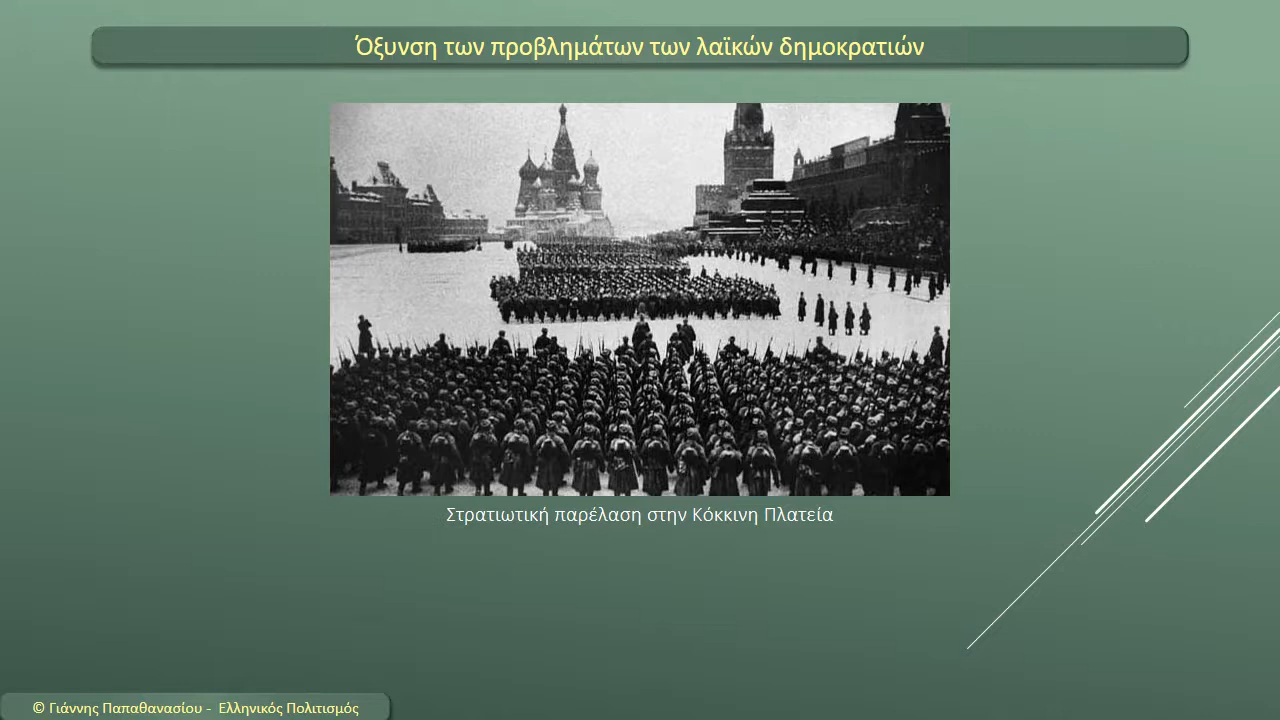 Όξυνση των προβλημάτων των λαϊκών δημοκρατιών
Στρατιωτική παρέλαση στην Κόκκινη Πλατεία
© Γιάννης Παπαθανασίου - Ελληνικός Πολιτισμός